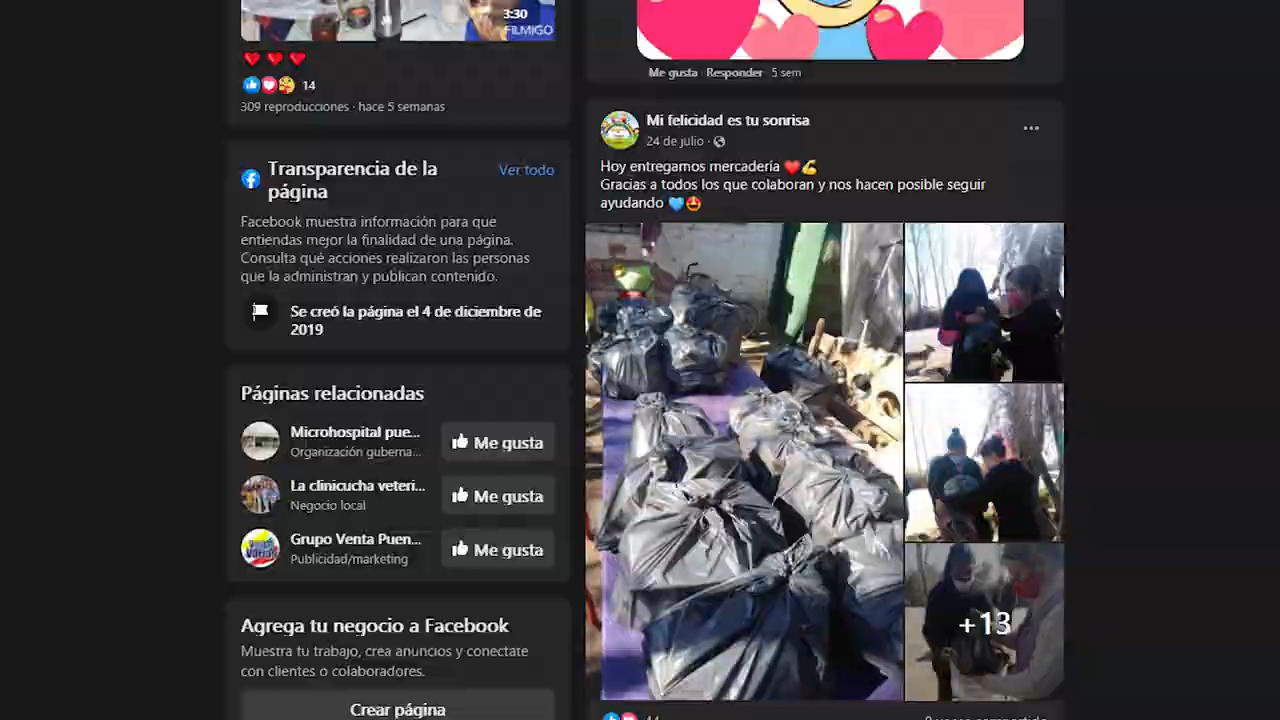 3:30
FILMIGO
14
309 reproducciones · hace 5 semanas
Transparencia de la
página
Ver todo
Facebook muestra información para que
entiendas mejor la finalidad de una página.
Consulta qué acciones realizaron las personas
que la administran y publican contenido.
Se creó la página el 4 de diciembre de
2019
Páginas relacionadas
Microhospital pue...
Organización guberna...
Me gusta
La clinicucha veteri...
Negocio local
Me gusta
Grupo Venta Puen...
Publicidad/marketing
Me gusta
Agrega tu negocio a Facebook
Muestra tu trabajo, crea anuncios y conectate
con clientes o colaboradores.
Crear página
Me gusta Responder 5 sem
Mi felicidad es tu sonrisa
24 de julio ·
Hoy entregamos mercadería ❤️💪
Gracias a todos los que colaboran y nos hacen posible seguir
ayudando 💙🤩
+13